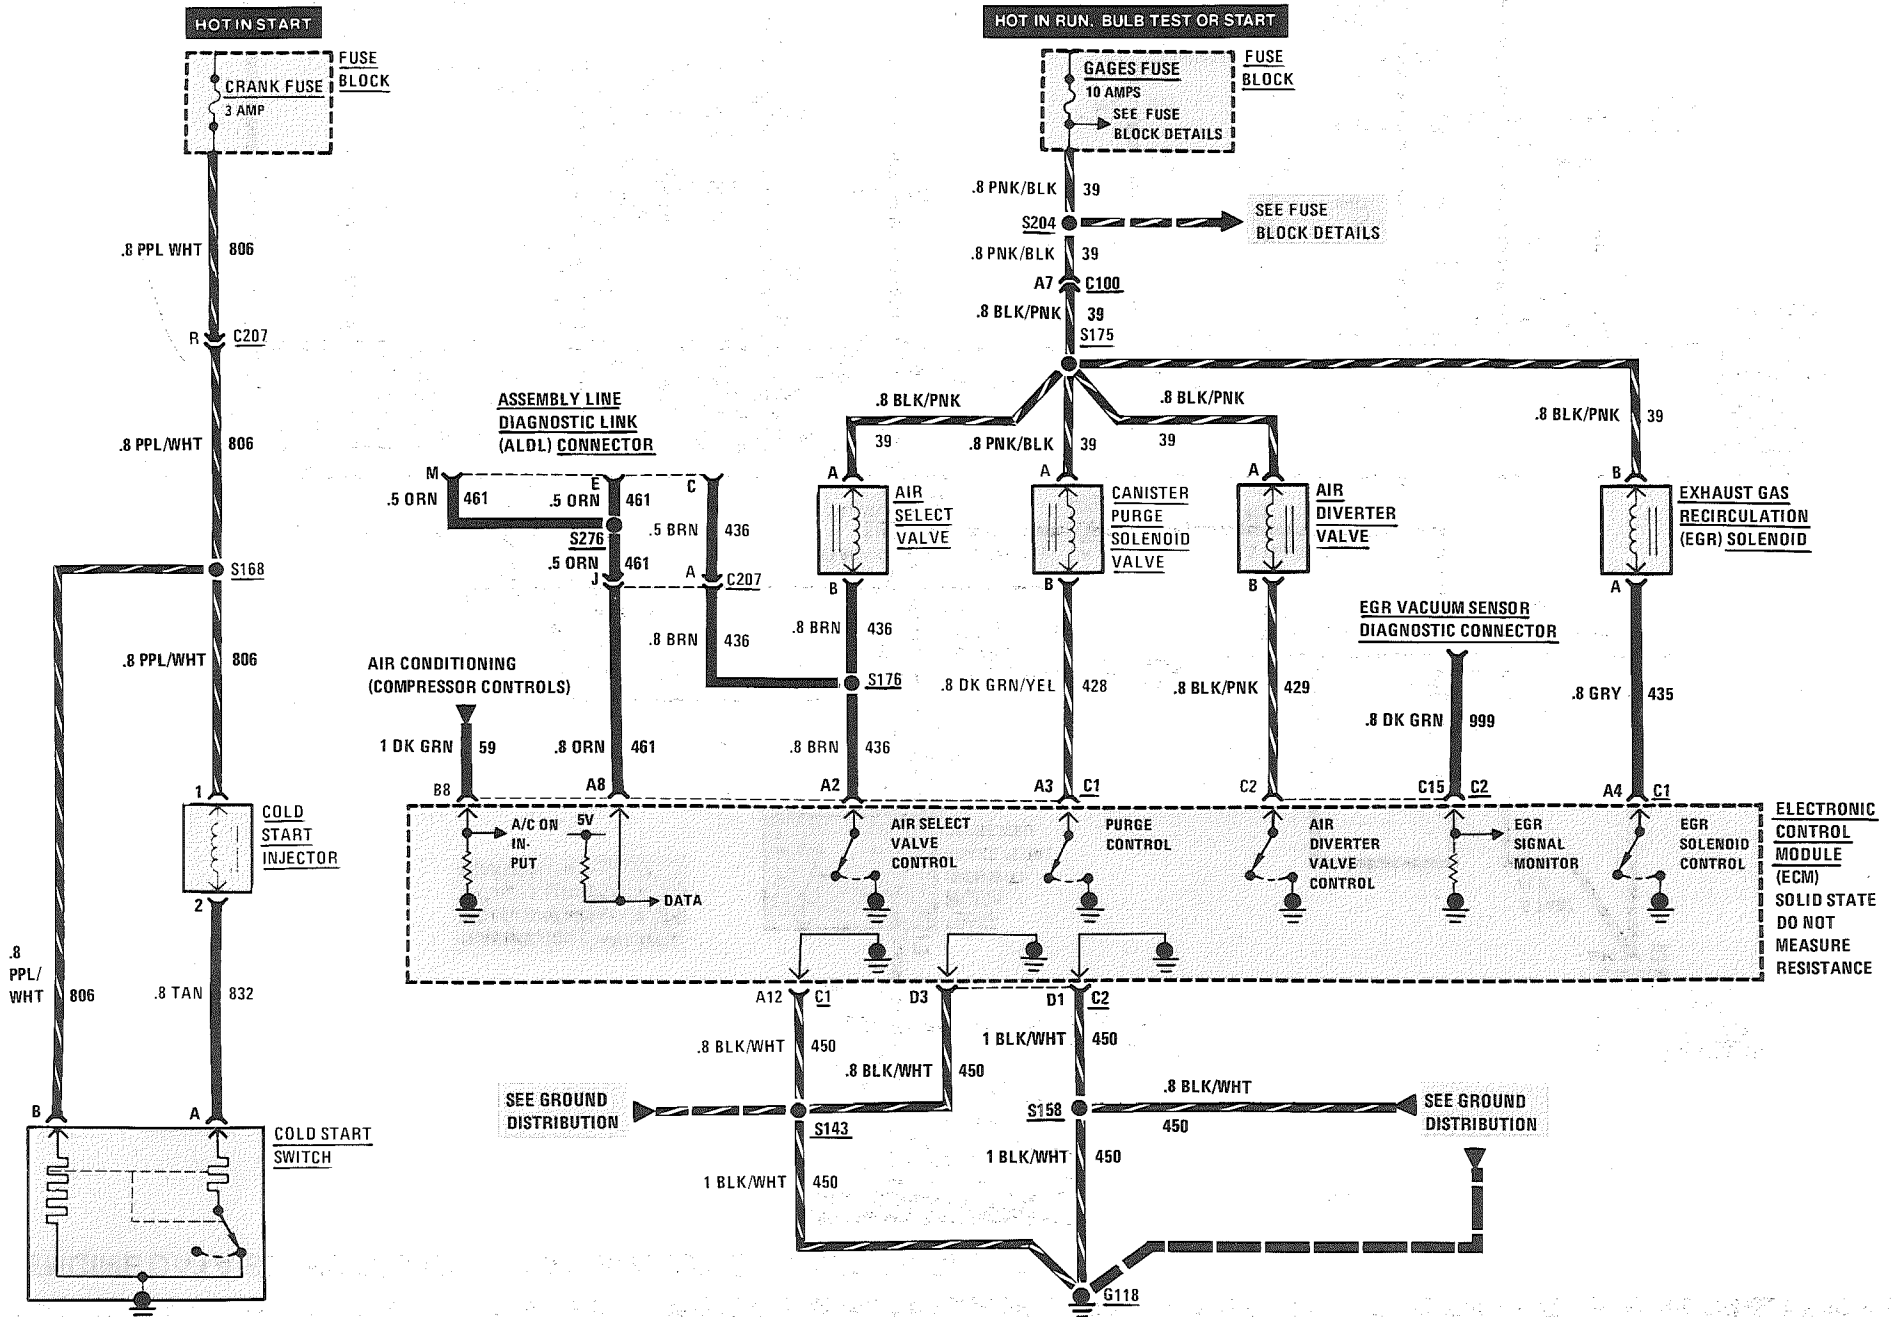 HOT IN START
HOT IN RUN, BULB TEST OR START
FUSE
BLOCK
CRANK FUSE
3 AMP
GAGES FUSE
10 AMPS
SEE FUSE
BLOCK DETAILS
FUSE
BLOCK
.8 PNK/BLK 39
S204
SEE FUSE
BLOCK DETAILS
.8 PPL WHT 806
.8 PNK/BLK 39
A7 C100
.8 BLK/PNK 39
S175
R C207
ASSEMBLY LINE
DIAGNOSTIC LINK
(ALDL) CONNECTOR
.8 BLK/PNK
39
.8 PNK/BLK 39
.8 BLK/PNK
39
.8 BLK/PNK 39
.8 PPL/WHT 806
M
E
C
A
A
A
B
.5 ORN 461
.5 ORN 461
S276
.5 BRN 436
.5 ORN 461
J
A
C207
AIR
SELECT
VALVE
CANISTER
PURGE
SOLENOID
VALVE
AIR
DIVERTER
VALVE
EXHAUST GAS
RECIRCULATION
(EGR) SOLENOID
S168
B
B
B
A
.8 BRN 436
.8 BRN 436
S176
EGR VACUUM SENSOR
DIAGNOSTIC CONNECTOR
.8 PPL/WHT 806
AIR CONDITIONING
(COMPRESSOR CONTROLS)
.8 DK GRN/YEL 428
.8 BLK/PNK 429
.8 GRY 435
.8 DK GRN 999
1 DK GRN 59
.8 ORN 461
.8 BRN 436
B8
A8
A2
A3 C1
C2
C15 C2
A4 C1
1
COLD
START
INJECTOR
2
A/C ON
IN-
PUT
5V
DATA
AIR SELECT
VALVE
CONTROL
PURGE
CONTROL
AIR
DIVERTER
VALVE
CONTROL
EGR
SIGNAL
MONITOR
EGR
SOLENOID
CONTROL
ELECTRONIC
CONTROL
MODULE
(ECM)
SOLID STATE
DO NOT
MEASURE
RESISTANCE
.8
PPL/
WHT 806
.8 TAN 832
A12 C1
D3
D1 C2
.8 BLK/WHT 450
.8 BLK/WHT 450
1 BLK/WHT 450
SEE GROUND
DISTRIBUTION
S143
S158
.8 BLK/WHT
450
SEE GROUND
DISTRIBUTION
B
A
COLD START
SWITCH
1 BLK/WHT 450
1 BLK/WHT 450
G118